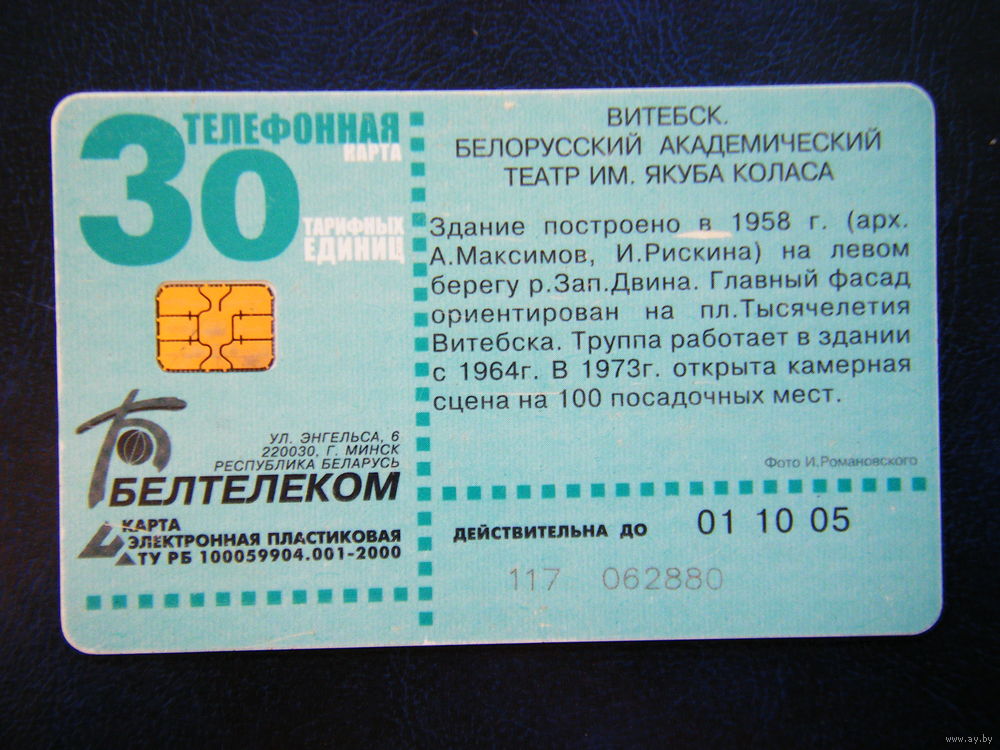 30
ТЕЛЕФОННАЯ
КАРТА
ТАРИФНЫХ
ЕДИНИЦ
УЛ. ЭНГЕЛЬСА, 6
220030, Г. МИНСК
РЕСПУБЛИКА БЕЛАРУСЬ
БЕЛТЕЛЕКОМ
КАРТА
ЭЛЕКТРОННАЯ ПЛАСТИКОВАЯ
ТУ РБ 100059904.001-2000
ВИТЕБСК.
БЕЛОРУССКИЙ АКАДЕМИЧЕСКИЙ
ТЕАТР ИМ. ЯКУБА КОЛАСА
Здание построено в 1958 г. (арх.
А.Максимов, И.Рискина) на левом
берегу р.Зап.Двина. Главный фасад
ориентирован на пл.Тысячелетия
Витебска. Труппа работает в здании
с 1964г. В 1973г. открыта камерная
сцена на 100 посадочных мест.
Фото И.Романовского
ДЕЙСТВИТЕЛЬНА ДО 01 10 05
117 062880
www.ay.by